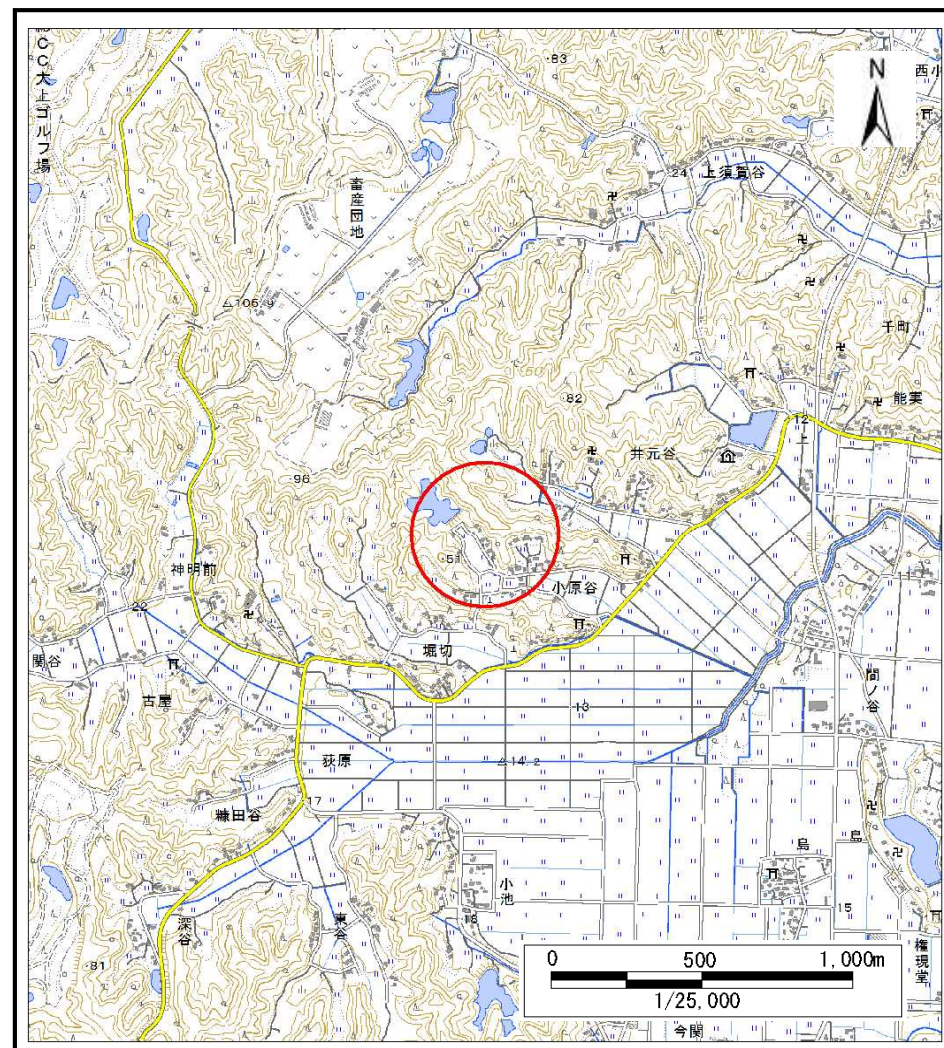 総CC大上ゴルフ場
・83
西小
N
畜産団地
・24
上須賀谷
△105.9
千町
・82
能実
12
上
井元谷
・96
・51
神明前
小原谷
・22
堀切
関谷
古屋
間ノ谷
・13
荻原
△14.2
糠田谷
・17
島
島
小池
・15
深谷
東谷
・18
・81
権現堂
0 500 1,000m
1/25,000
今関